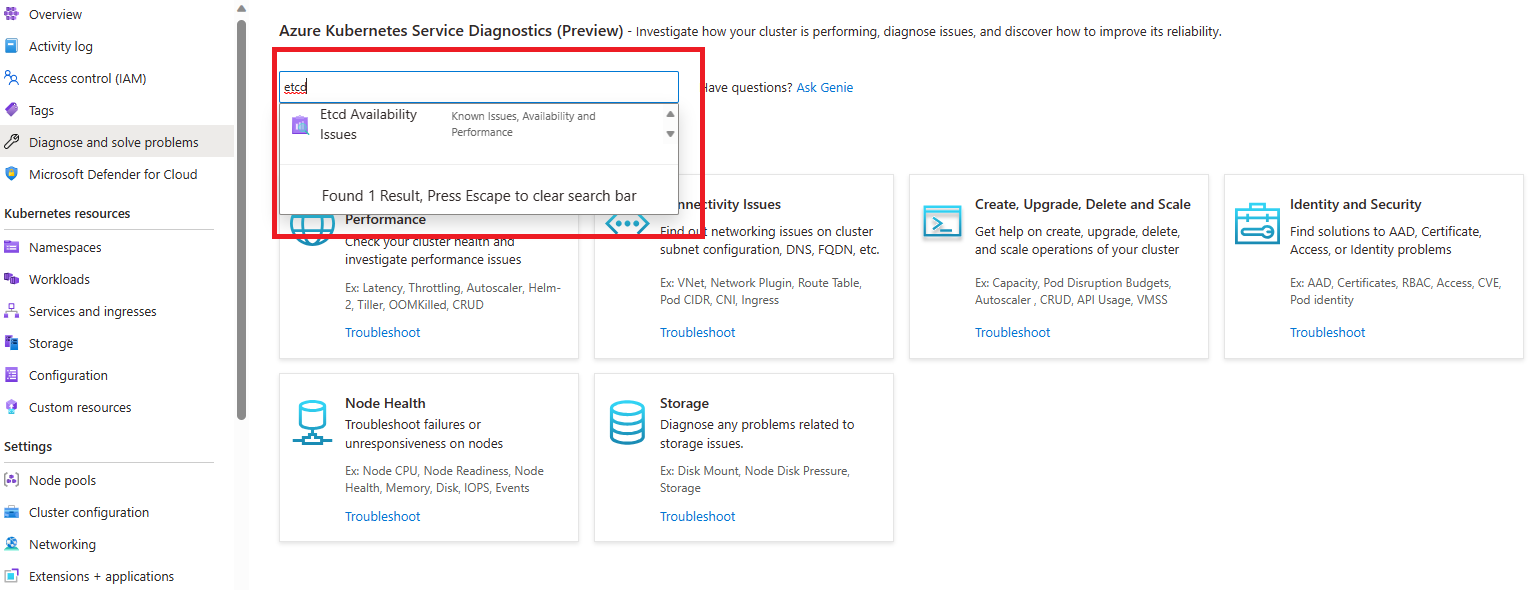 Overview
Activity log
Access control (IAM)
Tags
Diagnose and solve problems
Microsoft Defender for Cloud
Kubernetes resources
Namespaces
Workloads
Services and ingresses
Storage
Configuration
Custom resources
Settings
Node pools
Cluster configuration
Networking
Extensions + applications
Azure Kubernetes Service Diagnostics (Preview) - Investigate how your cluster is performing, diagnose issues, and discover how to improve its reliability.
etcd
questions? Ask Genie
Etcd Availability
Issues
Known Issues, Availability and
Performance
Found 1 Result, Press Escape to clear search bar
Performance
Check your cluster health and
investigate performance issues
Ex: Latency, Throttling, Autoscaler, Helm-
2, Tiller, OOMKilled, CRUD
Troubleshoot
Issues
Find out networking issues on cluster
subnet configuration, DNS, FQDN, etc.
Ex: VNet, Network Plugin, Route Table,
Pod CIDR, CNI, Ingress
Troubleshoot
Create, Upgrade, Delete and Scale
Get help on create, upgrade, delete,
and scale operations of your cluster
Ex: Capacity, Pod Disruption Budgets,
Autoscaler , CRUD, API Usage, VMSS
Troubleshoot
Identity and Security
Find solutions to AAD, Certificate,
Access, or Identity problems
Ex: AAD, Certificates, RBAC, Access, CVE,
Pod identity
Troubleshoot
Node Health
Troubleshoot failures or
unresponsiveness on nodes
Ex: Node CPU, Node Readiness, Node
Health, Memory, Disk, IOPS, Events
Troubleshoot
Storage
Diagnose any problems related to
storage issues.
Ex: Disk Mount, Node Disk Pressure,
Storage
Troubleshoot